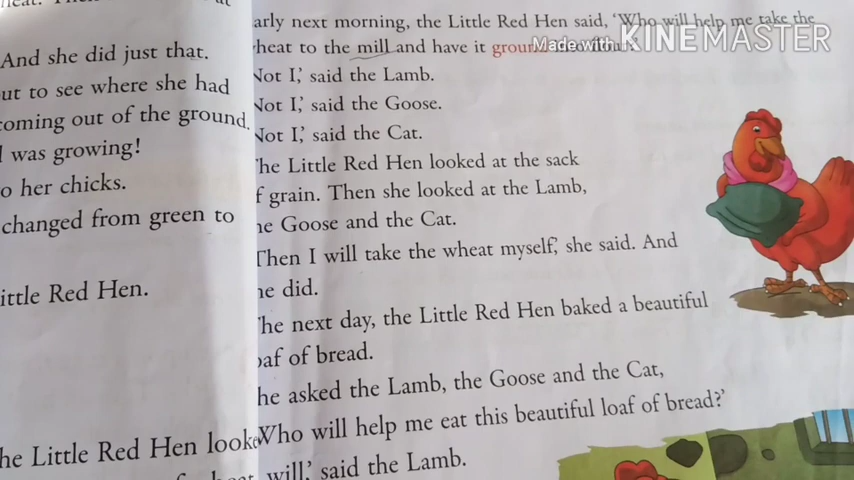 And she did just that.
ut to see where she had
coming out of the ground.
I was growing!
o her chicks.
changed from green to
ittle Red Hen.
he Little Red Hen looke
arly next morning, the Little Red Hen said, 'Who will help me take the
heat to the mill and have it groun
Made with KINEMASTER
Not I,' said the Lamb.
Not I,' said the Goose.
Not I,' said the Cat.
The Little Red Hen looked at the sack
f grain. Then she looked at the Lamb,
he Goose and the Cat.
Then I will take the wheat myself', she said. And
he did.
The next day, the Little Red Hen baked a beautiful
oaf of bread.
he asked the Lamb, the Goose and the Cat,
Who will help me eat this beautiful loaf of bread?'
will,' said the Lamb.